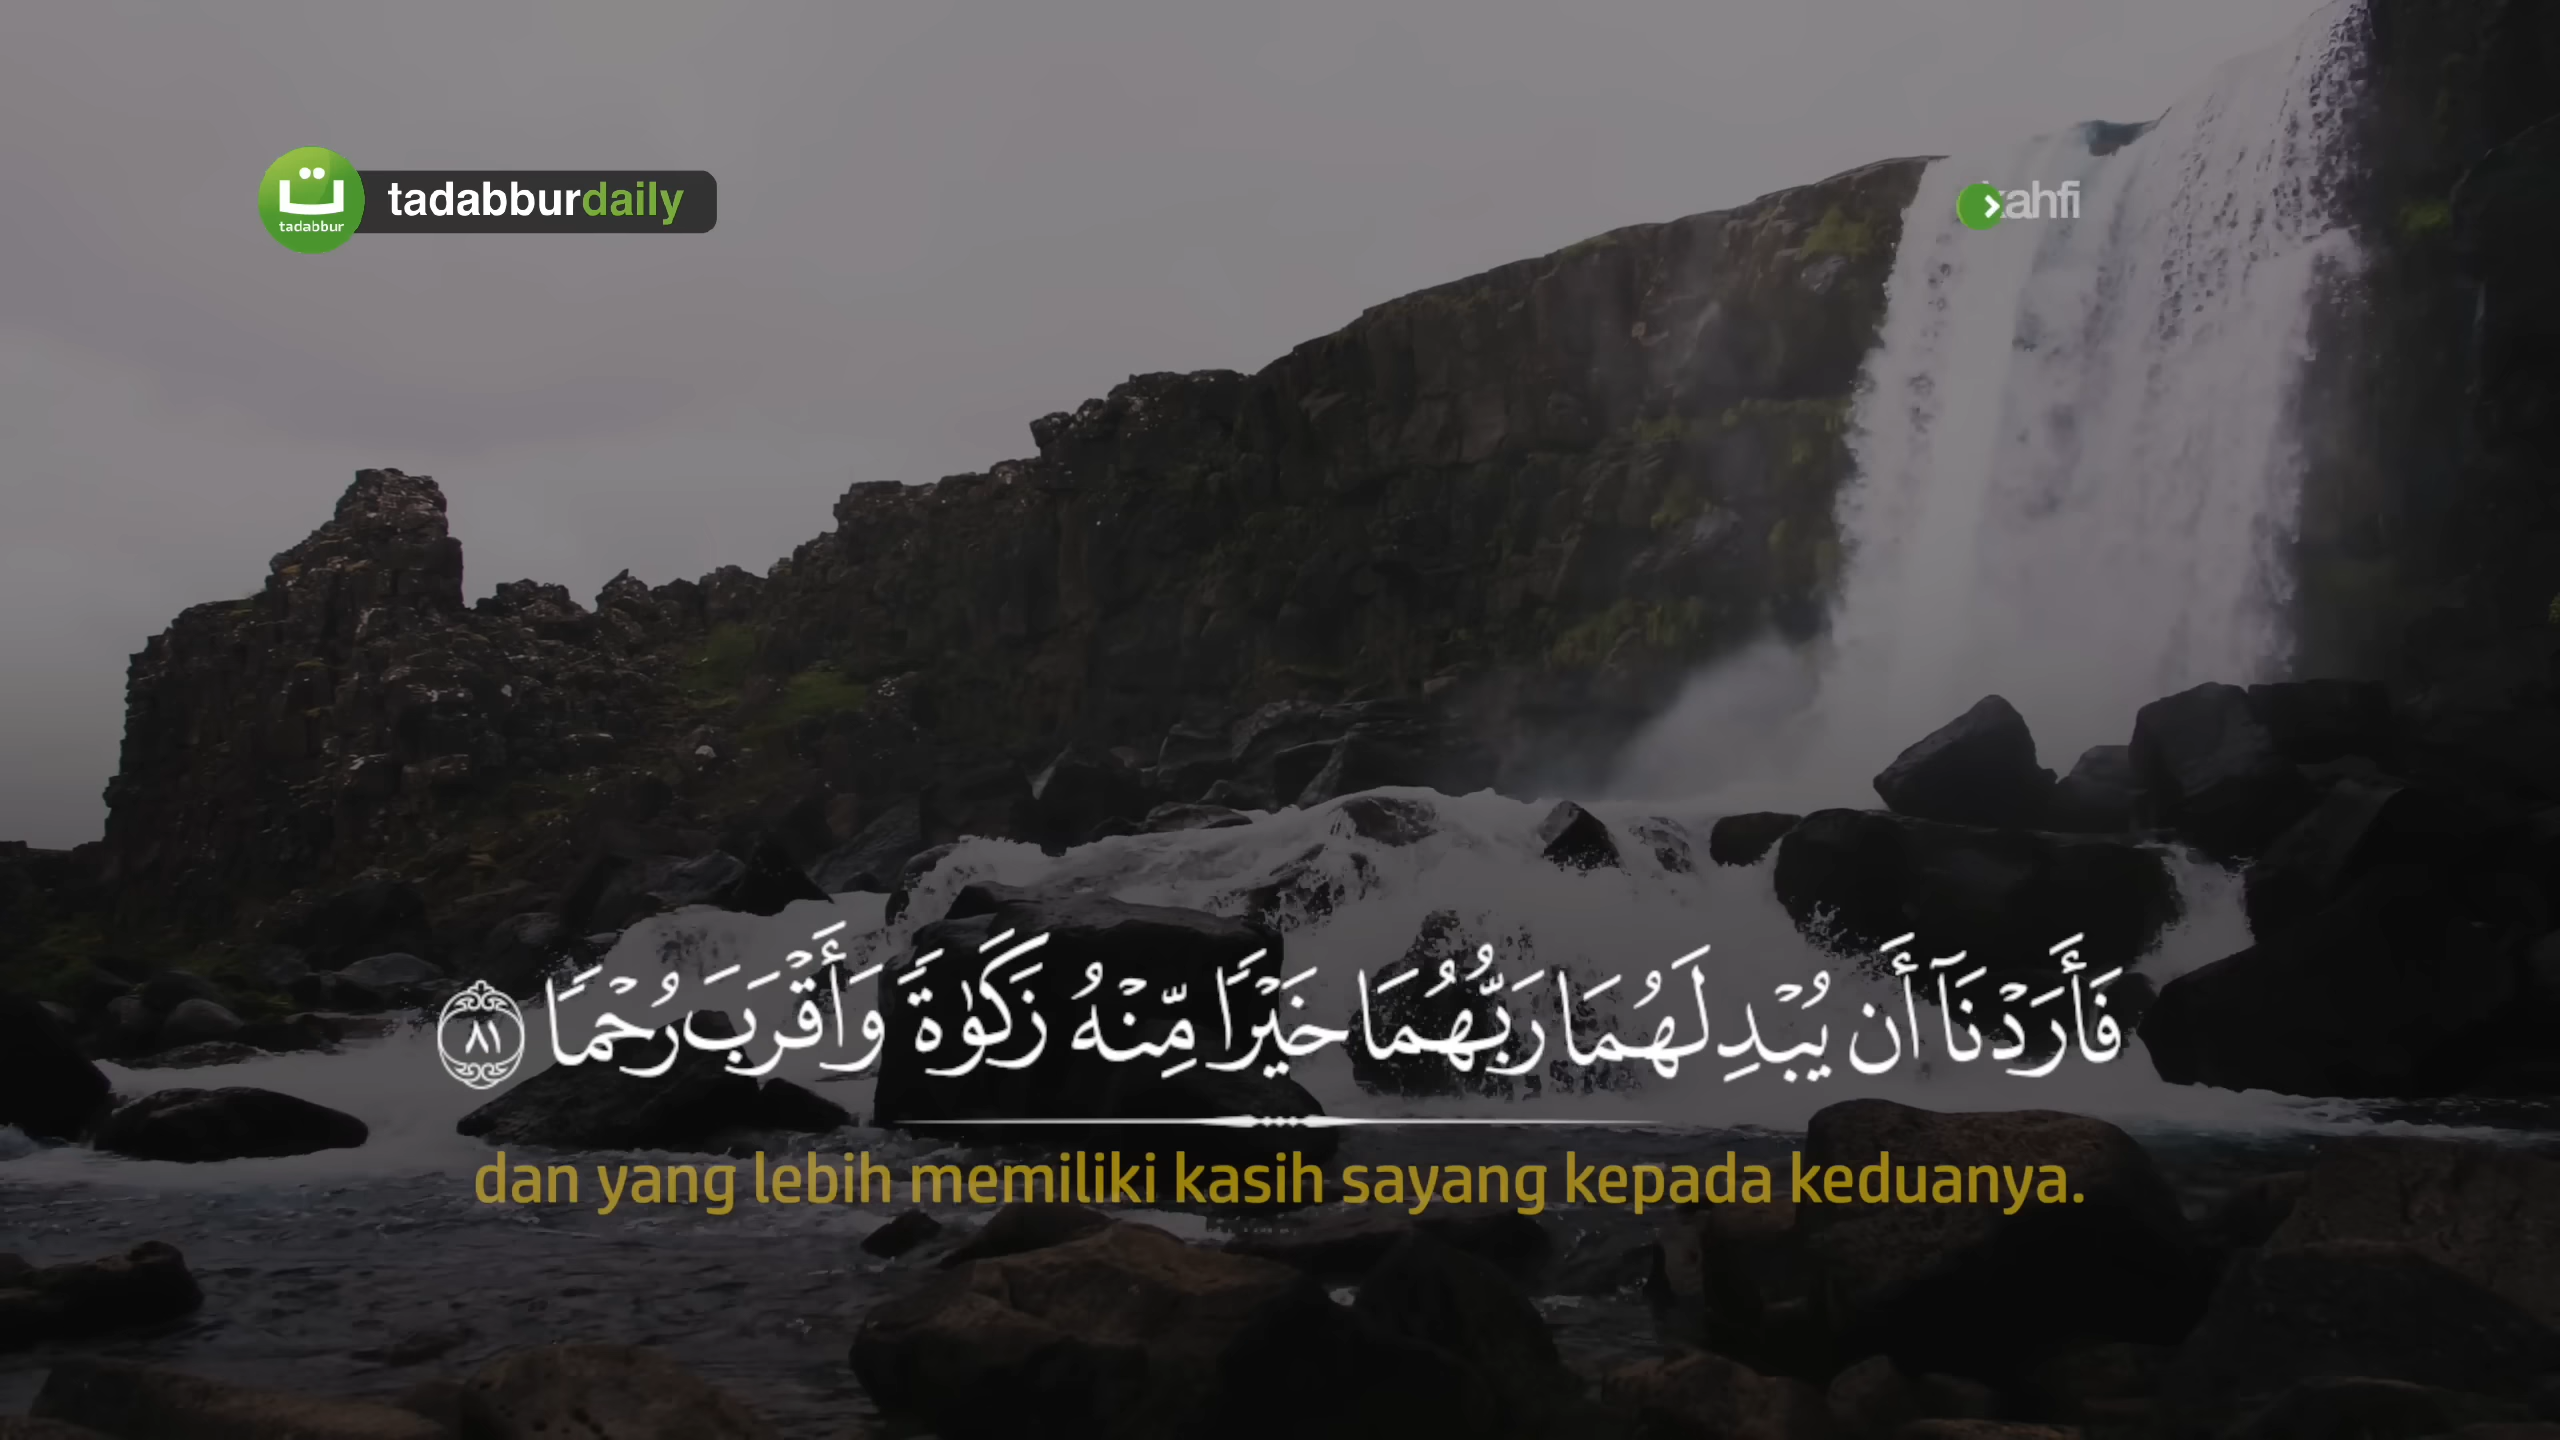 tadabbur
tadabburdaily
kahfi
فَأَرَدْنَآ أَن يُبْدِلَهُمَا رَبُّهُمَا خَيْرًا مِّنْهُ زَكَوٰةً وَأَقْرَبَ رُحْمًا ٨١
dan yang lebih memiliki kasih sayang kepada keduanya.